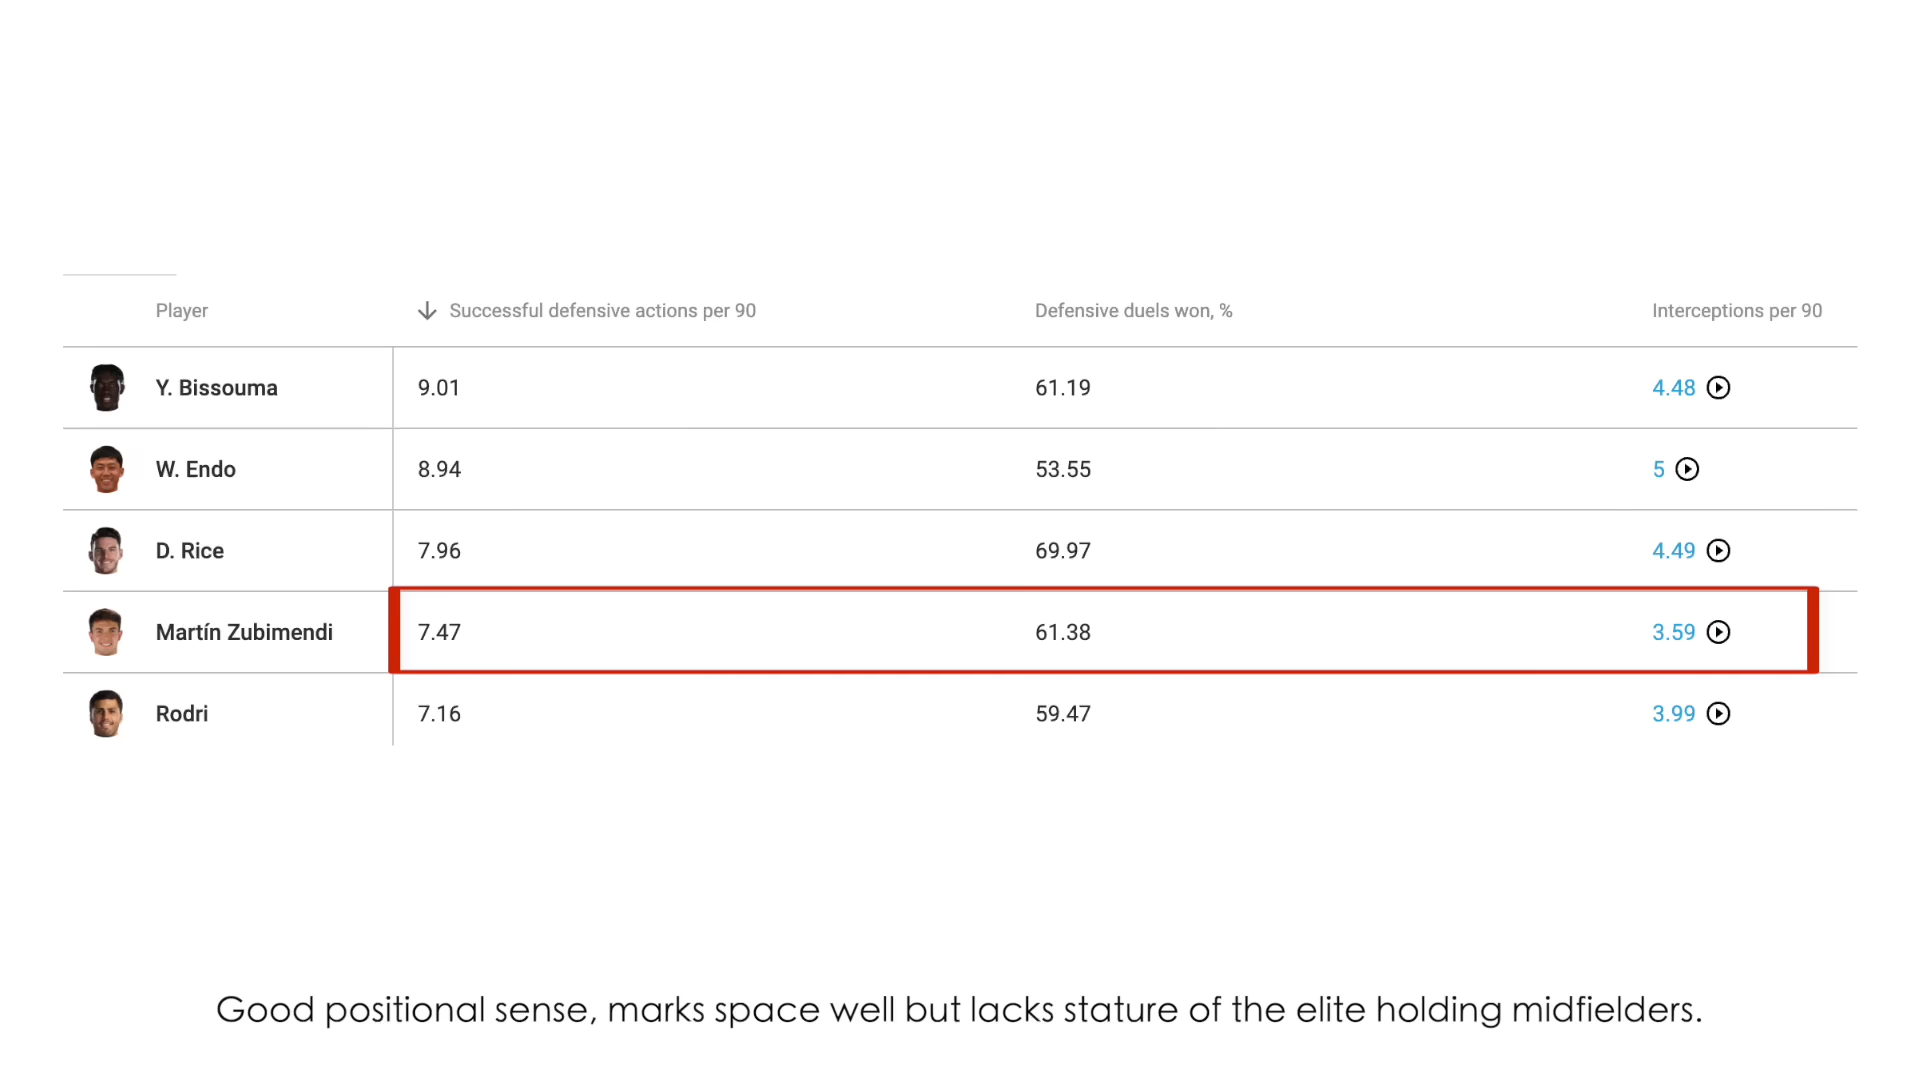 Player Successful defensive actions per 90 Defensive duels won, % Interceptions per 90
Y. Bissouma 9.01 61.19 4.48
W. Endo 8.94 53.55 5
D. Rice 7.96 69.97 4.49
Martín Zubimendi 7.47 61.38 3.59
Rodri 7.16 59.47 3.99
Good positional sense, marks space well but lacks stature of the elite holding midfielders.